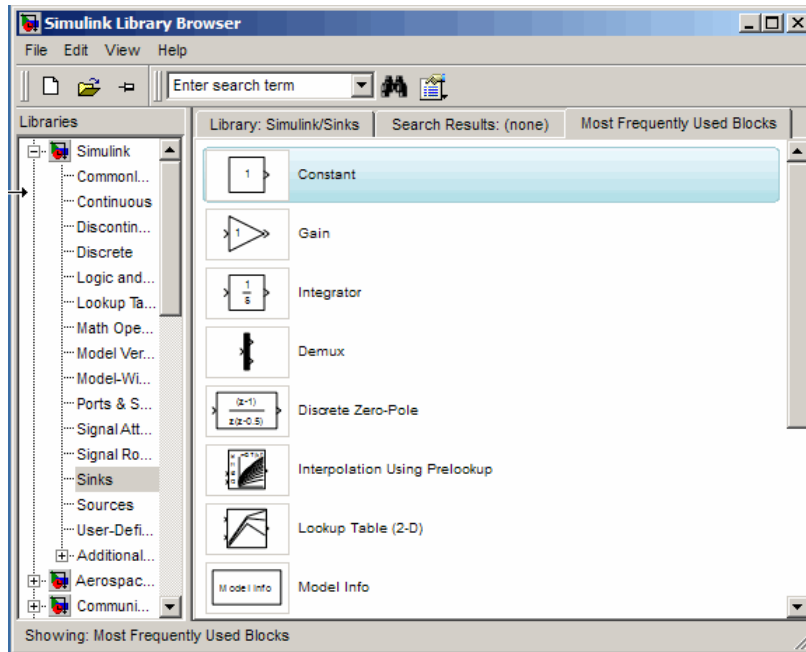 Simulink Library Browser
File Edit View Help
Enter search term
Libraries
Library: Simulink/Sinks
Search Results: (none)
Most Frequently Used Blocks
Simulink
Commonl...
Continuous
Discontin...
Discrete
Logic and...
Lookup Ta...
Math Ope...
Model Ver...
Model-Wi...
Ports & S...
Signal Att...
Signal Ro...
Sinks
Sources
User-Defi...
Additional...
Aerospac...
Communi...
1
Constant
1
Gain
1
s
Integrator
Demux
(z-1)
z(z-0.5)
Discrete Zero-Pole
Interpolation Using Prelookup
Lookup Table (2-D)
Model Info
Model Info
Showing: Most Frequently Used Blocks